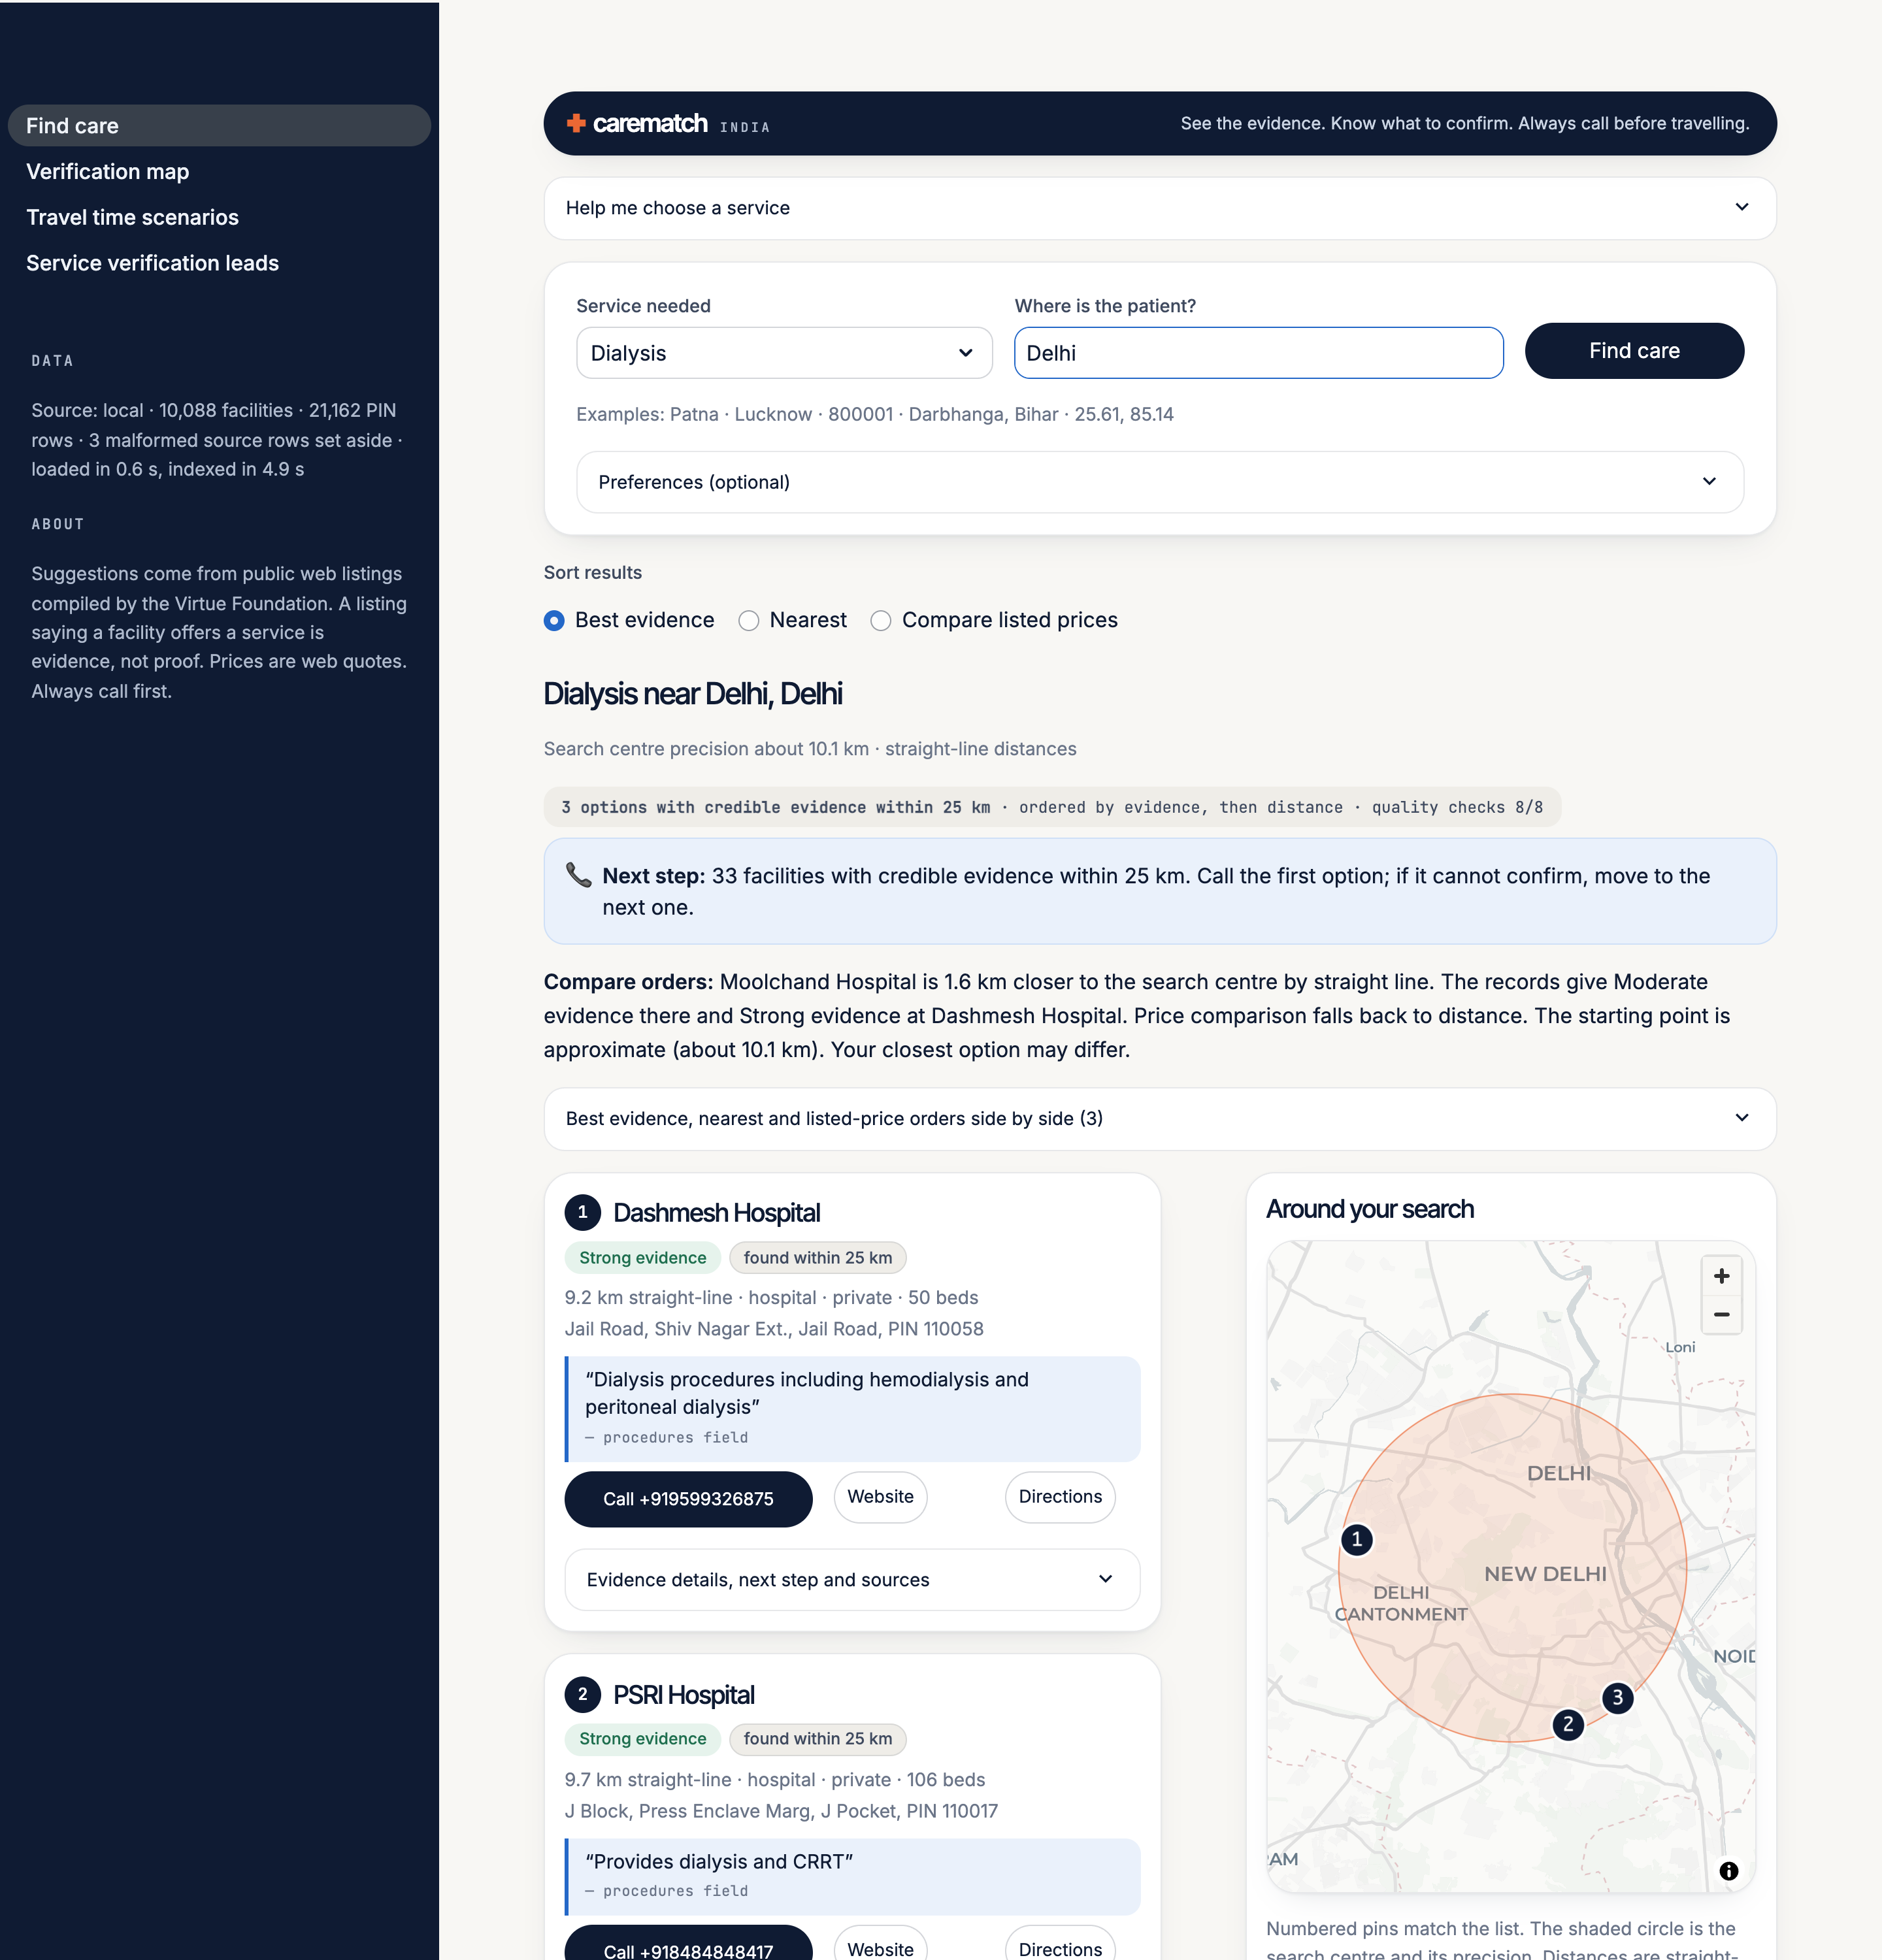 Find care
Verification map
Travel time scenarios
Service verification leads
DATA
Source: local · 10,088 facilities · 21,162 PIN
rows · 3 malformed source rows set aside ·
loaded in 0.6 s, indexed in 4.9 s
ABOUT
Suggestions come from public web listings
compiled by the Virtue Foundation. A listing
saying a facility offers a service is
evidence, not proof. Prices are web quotes.
Always call first.
carematch INDIA
See the evidence. Know what to confirm. Always call before travelling.
Help me choose a service
Service needed
Where is the patient?
Dialysis
Delhi
Find care
Examples: Patna · Lucknow · 800001 · Darbhanga, Bihar · 25.61, 85.14
Preferences (optional)
Sort results
Best evidence
Nearest
Compare listed prices
Dialysis near Delhi, Delhi
Search centre precision about 10.1 km · straight-line distances
3 options with credible evidence within 25 km · ordered by evidence, then distance · quality checks 8/8
Next step: 33 facilities with credible evidence within 25 km. Call the first option; if it cannot confirm, move to the
next one.
Compare orders: Moolchand Hospital is 1.6 km closer to the search centre by straight line. The records give Moderate
evidence there and Strong evidence at Dashmesh Hospital. Price comparison falls back to distance. The starting point is
approximate (about 10.1 km). Your closest option may differ.
Best evidence, nearest and listed-price orders side by side (3)
1 Dashmesh Hospital
Strong evidence
found within 25 km
9.2 km straight-line · hospital · private · 50 beds
Jail Road, Shiv Nagar Ext., Jail Road, PIN 110058
“Dialysis procedures including hemodialysis and
peritoneal dialysis”
— procedures field
Call +919599326875
Website
Directions
Evidence details, next step and sources
2 PSRI Hospital
Strong evidence
found within 25 km
9.7 km straight-line · hospital · private · 106 beds
J Block, Press Enclave Marg, J Pocket, PIN 110017
“Provides dialysis and CRRT”
— procedures field
Call +918484848417
Website
Directions
Around your search
+
−
Loni
DELHI
1
NEW DELHI
DELHI
CANTONMENT
NOID
3
2
AM
Numbered pins match the list. The shaded circle is the
search centre and its precision. Distances are straight-